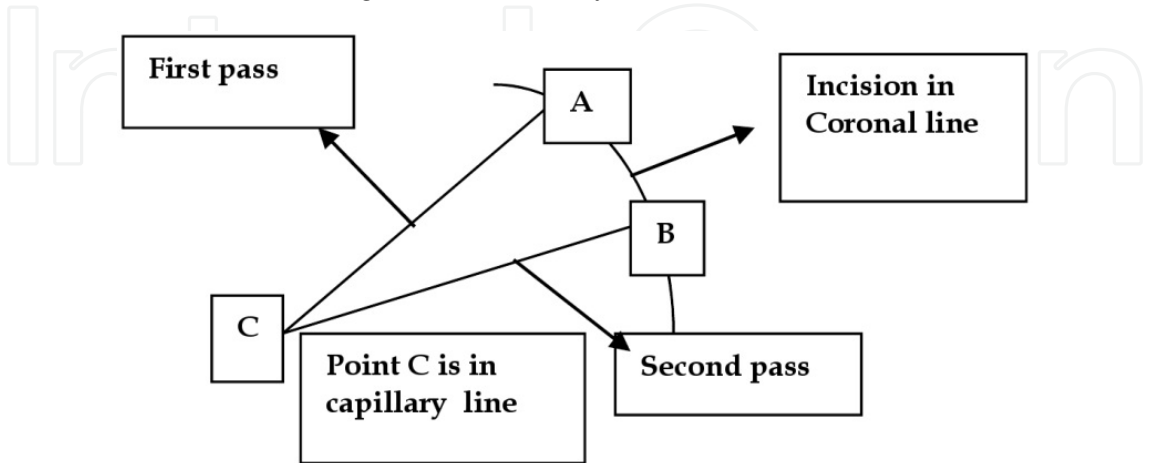 First pass
A
Incision in
Coronal line
B
C
Point C is in
capillary line
Second pass